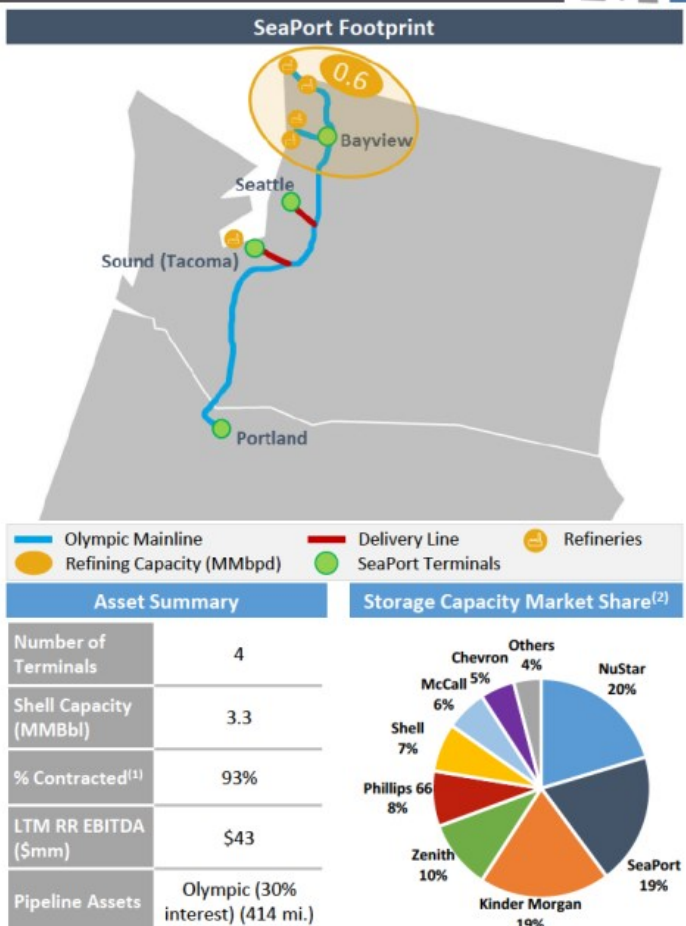 SeaPort Footprint
0.6
Bayview
Seattle
Sound (Tacoma)
Portland
Olympic Mainline
Delivery Line
Refineries
Refining Capacity (MMbpd)
SeaPort Terminals
Asset Summary
Number of
Terminals
4
Shell Capacity
(MMBbl)
3.3
% Contracted(1)
93%
LTM RR EBITDA
($mm)
$43
Pipeline Assets
Olympic (30%
interest) (414 mi.)
Storage Capacity Market Share(2)
Others
4%
Chevron
5%
McCall
6%
Shell
7%
Phillips 66
8%
Zenith
10%
Kinder Morgan
19%
SeaPort
19%
NuStar
20%